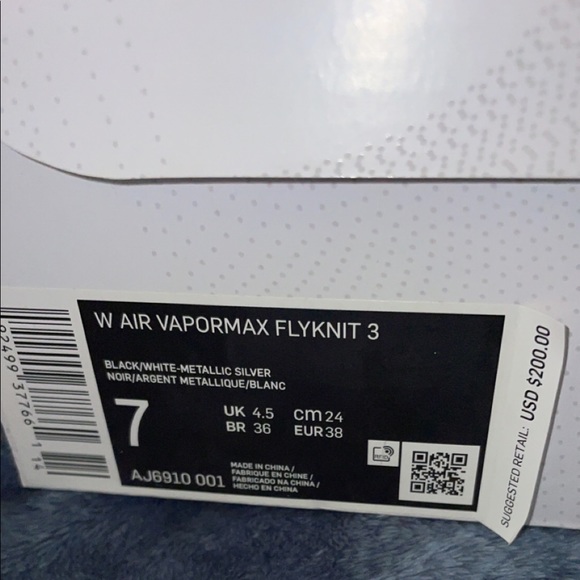 W AIR VAPORMAX FLYKNIT 3
BLACK/WHITE-METALLIC SILVER
NOIR/ARGENT METALLIQUE/BLANC
7
UK 4.5 cm 24
BR 36 EUR 38
AJ6910 001
MADE IN CHINA /
FABRIQUE EN CHINE /
FABRICADO NA CHINA /
HECHO EN CHINA
SUGGESTED RETAIL: USD $200.00